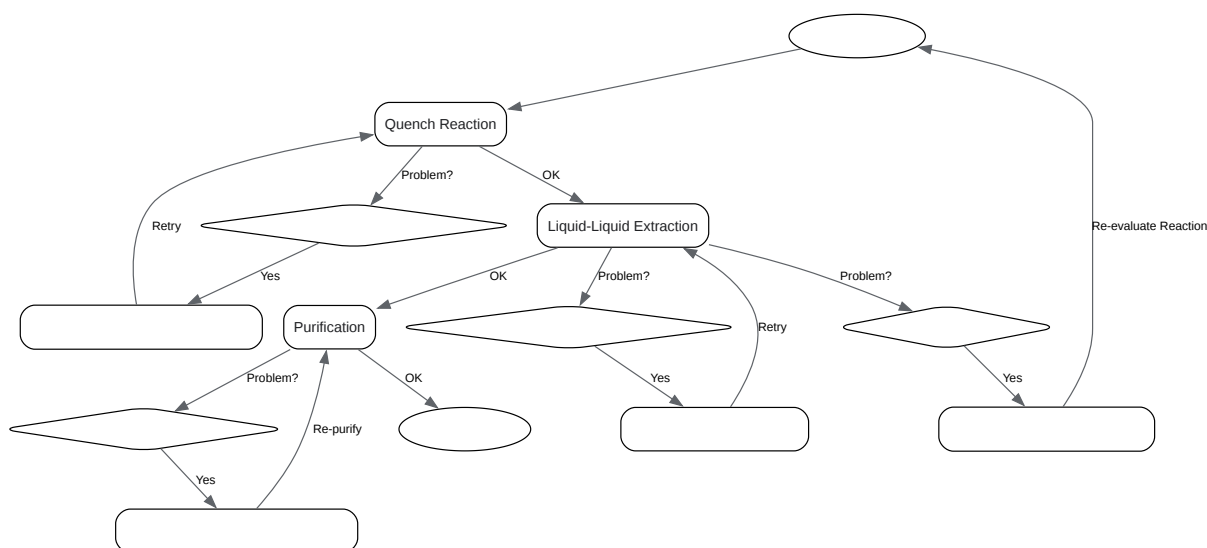 Quench Reaction
Problem?
OK
Retry
Liquid-Liquid Extraction
Re-evaluate Reaction
Yes
OK
Problem?
Problem?
Purification
Retry
Problem?
OK
Yes
Yes
Re-purify
Yes